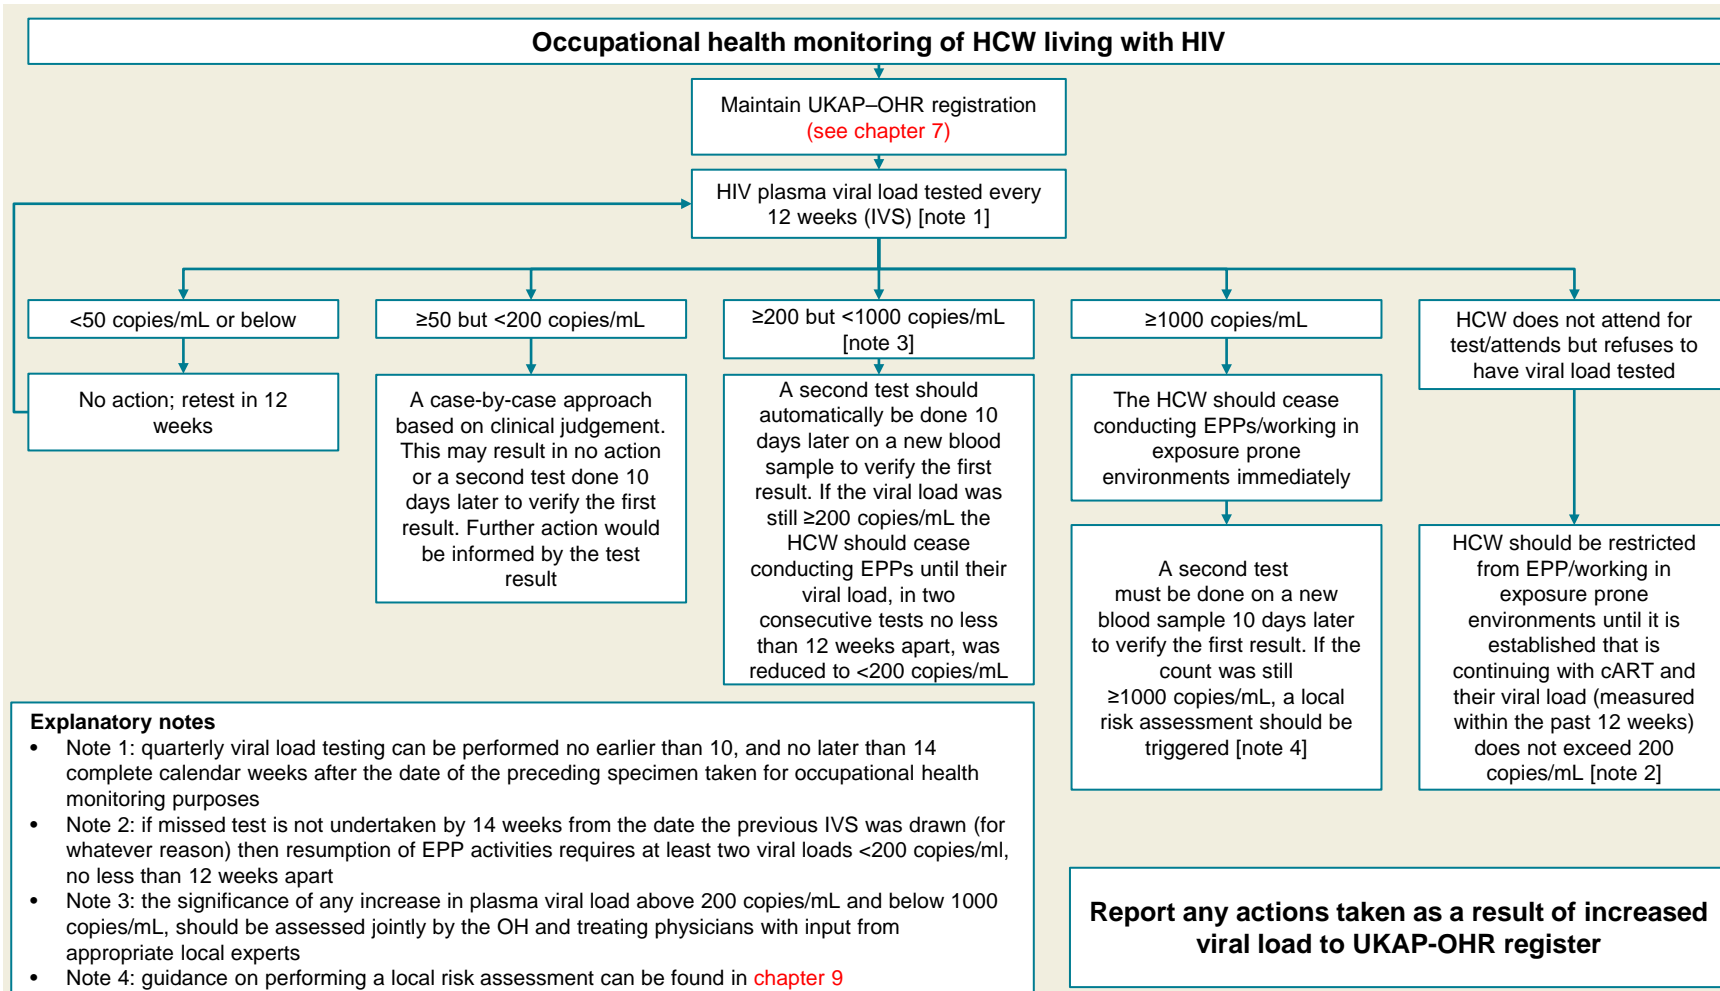 Occupational health monitoring of HCW living with HIV
Maintain UKAP–OHR registration
(see chapter 7)
HIV plasma viral load tested every
12 weeks (IVS) [note 1]
<50 copies/mL or below
No action; retest in 12
weeks
≥50 but <200 copies/mL
A case-by-case approach
based on clinical judgement.
This may result in no action
or a second test done 10
days later to verify the first
result. Further action would
be informed by the test
result
≥200 but <1000 copies/mL
[note 3]
A second test should
automatically be done 10
days later on a new blood
sample to verify the first
result. If the viral load was
still ≥200 copies/mL the
HCW should cease
conducting EPPs until their
viral load, in two
consecutive tests no less
than 12 weeks apart, was
reduced to <200 copies/mL
≥1000 copies/mL
The HCW should cease
conducting EPPs/working in
exposure prone
environments immediately
A second test
must be done on a new
blood sample 10 days later
to verify the first result. If the
count was still
≥1000 copies/mL, a local
risk assessment should be
triggered [note 4]
HCW does not attend for
test/attends but refuses to
have viral load tested
HCW should be restricted
from EPP/working in
exposure prone
environments until it is
established that is
continuing with cART and
their viral load (measured
within the past 12 weeks)
does not exceed 200
copies/mL [note 2]
Explanatory notes
• Note 1: quarterly viral load testing can be performed no earlier than 10, and no later than 14
complete calendar weeks after the date of the preceding specimen taken for occupational health
monitoring purposes
• Note 2: if missed test is not undertaken by 14 weeks from the date the previous IVS was drawn (for
whatever reason) then resumption of EPP activities requires at least two viral loads <200 copies/ml,
no less than 12 weeks apart
• Note 3: the significance of any increase in plasma viral load above 200 copies/mL and below 1000
copies/mL, should be assessed jointly by the OH and treating physicians with input from
appropriate local experts
• Note 4: guidance on performing a local risk assessment can be found in chapter 9
Report any actions taken as a result of increased
viral load to UKAP-OHR register